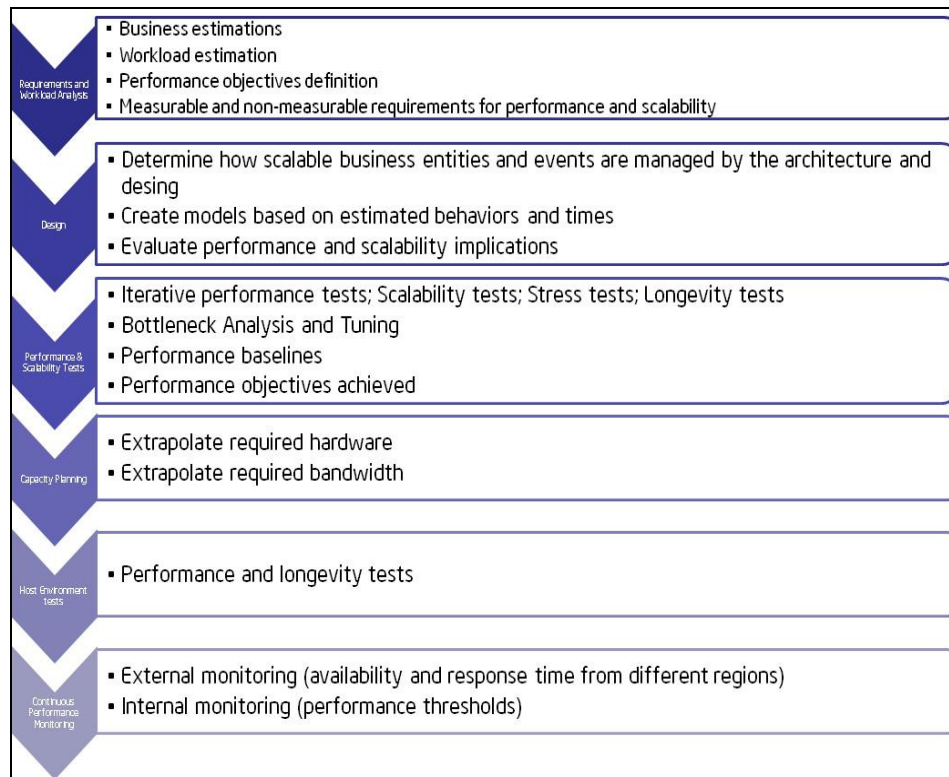 Requirements and
Workload Analysis
▪ Business estimations
▪ Workload estimation
▪ Performance objectives definition
▪ Measurable and non-measurable requirements for performance and scalability
Design
▪ Determine how scalable business entities and events are managed by the architecture and
desing
▪ Create models based on estimated behaviors and times
▪ Evaluate performance and scalability implications
Performance &
Scalability Tests
▪ Iterative performance tests; Scalability tests; Stress tests; Longevity tests
▪ Bottleneck Analysis and Tuning
▪ Performance baselines
▪ Performance objectives achieved
Capacity Planning
▪ Extrapolate required hardware
▪ Extrapolate required bandwidth
Host Environment
tests
▪ Performance and longevity tests
Continuous
Performance
Monitoring
▪ External monitoring (availability and response time from different regions)
▪ Internal monitoring (performance thresholds)